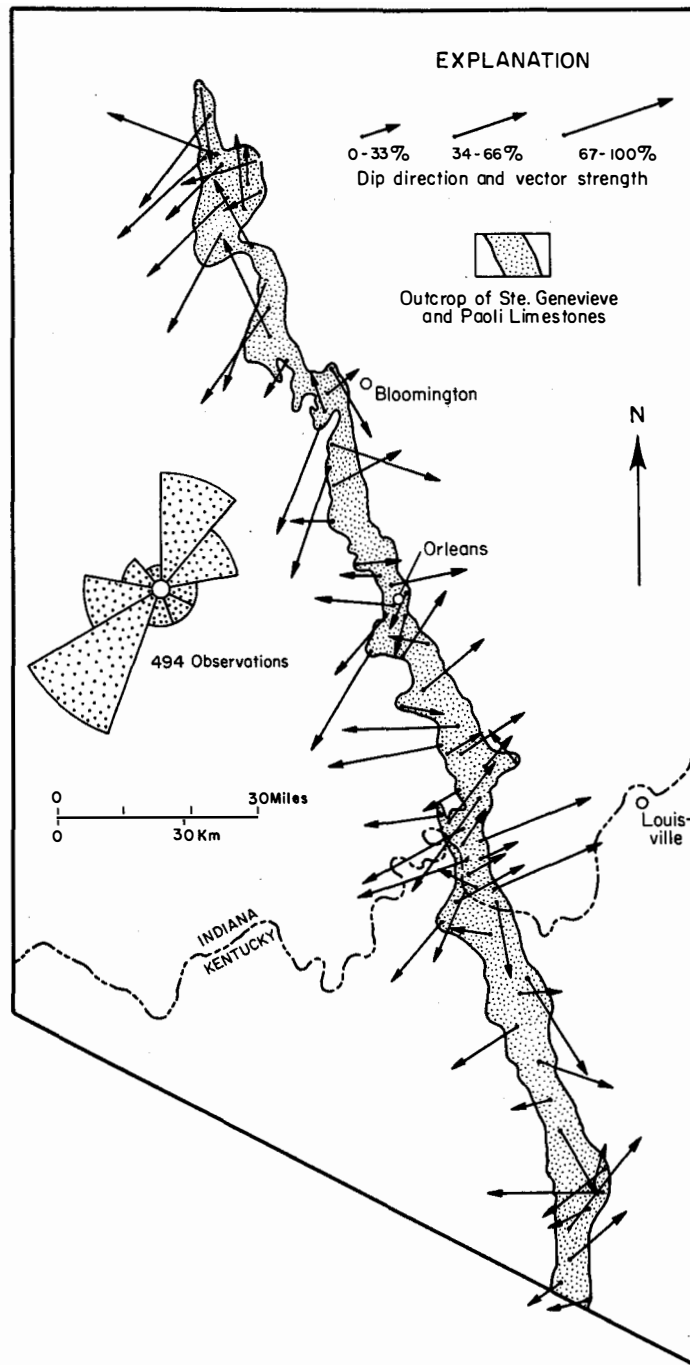 EXPLANATION
0-33%
34-66%
67-100%
Dip direction and vector strength
Outcrop of Ste. Genevieve
and Paoli Limestones
Bloomington
N
Orleans
494 Observations
0 30 Miles
0 30 Km
Louis-
ville
INDIANA
KENTUCKY